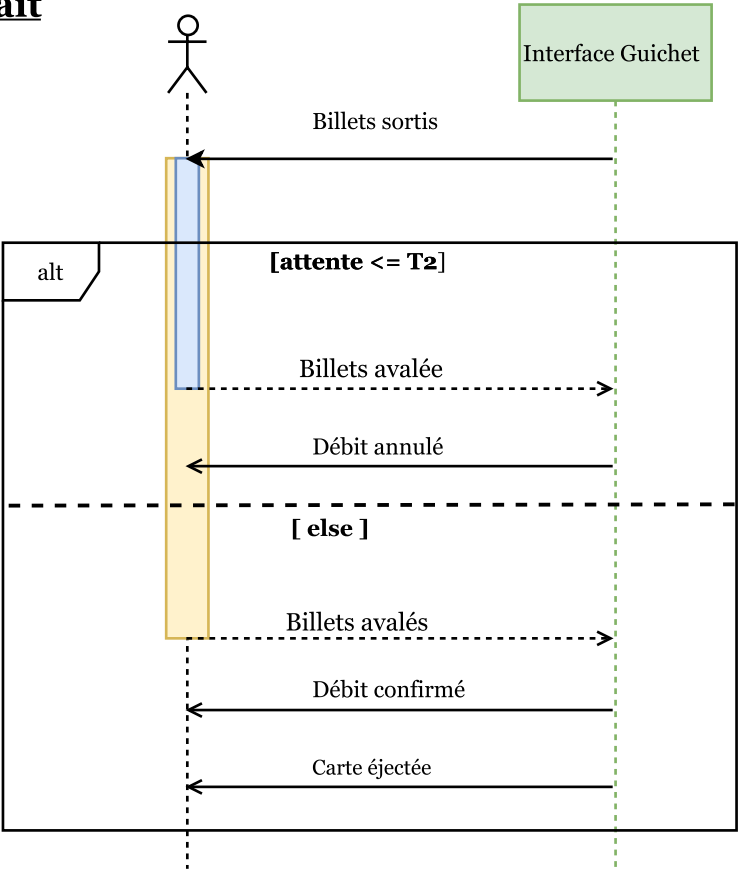 Interface Guichet
Billets sortis
alt
[attente <= T2]
Billets avalée
Débit annulé
[ else ]
Billets avalés
Débit confirmé
Carte éjectée